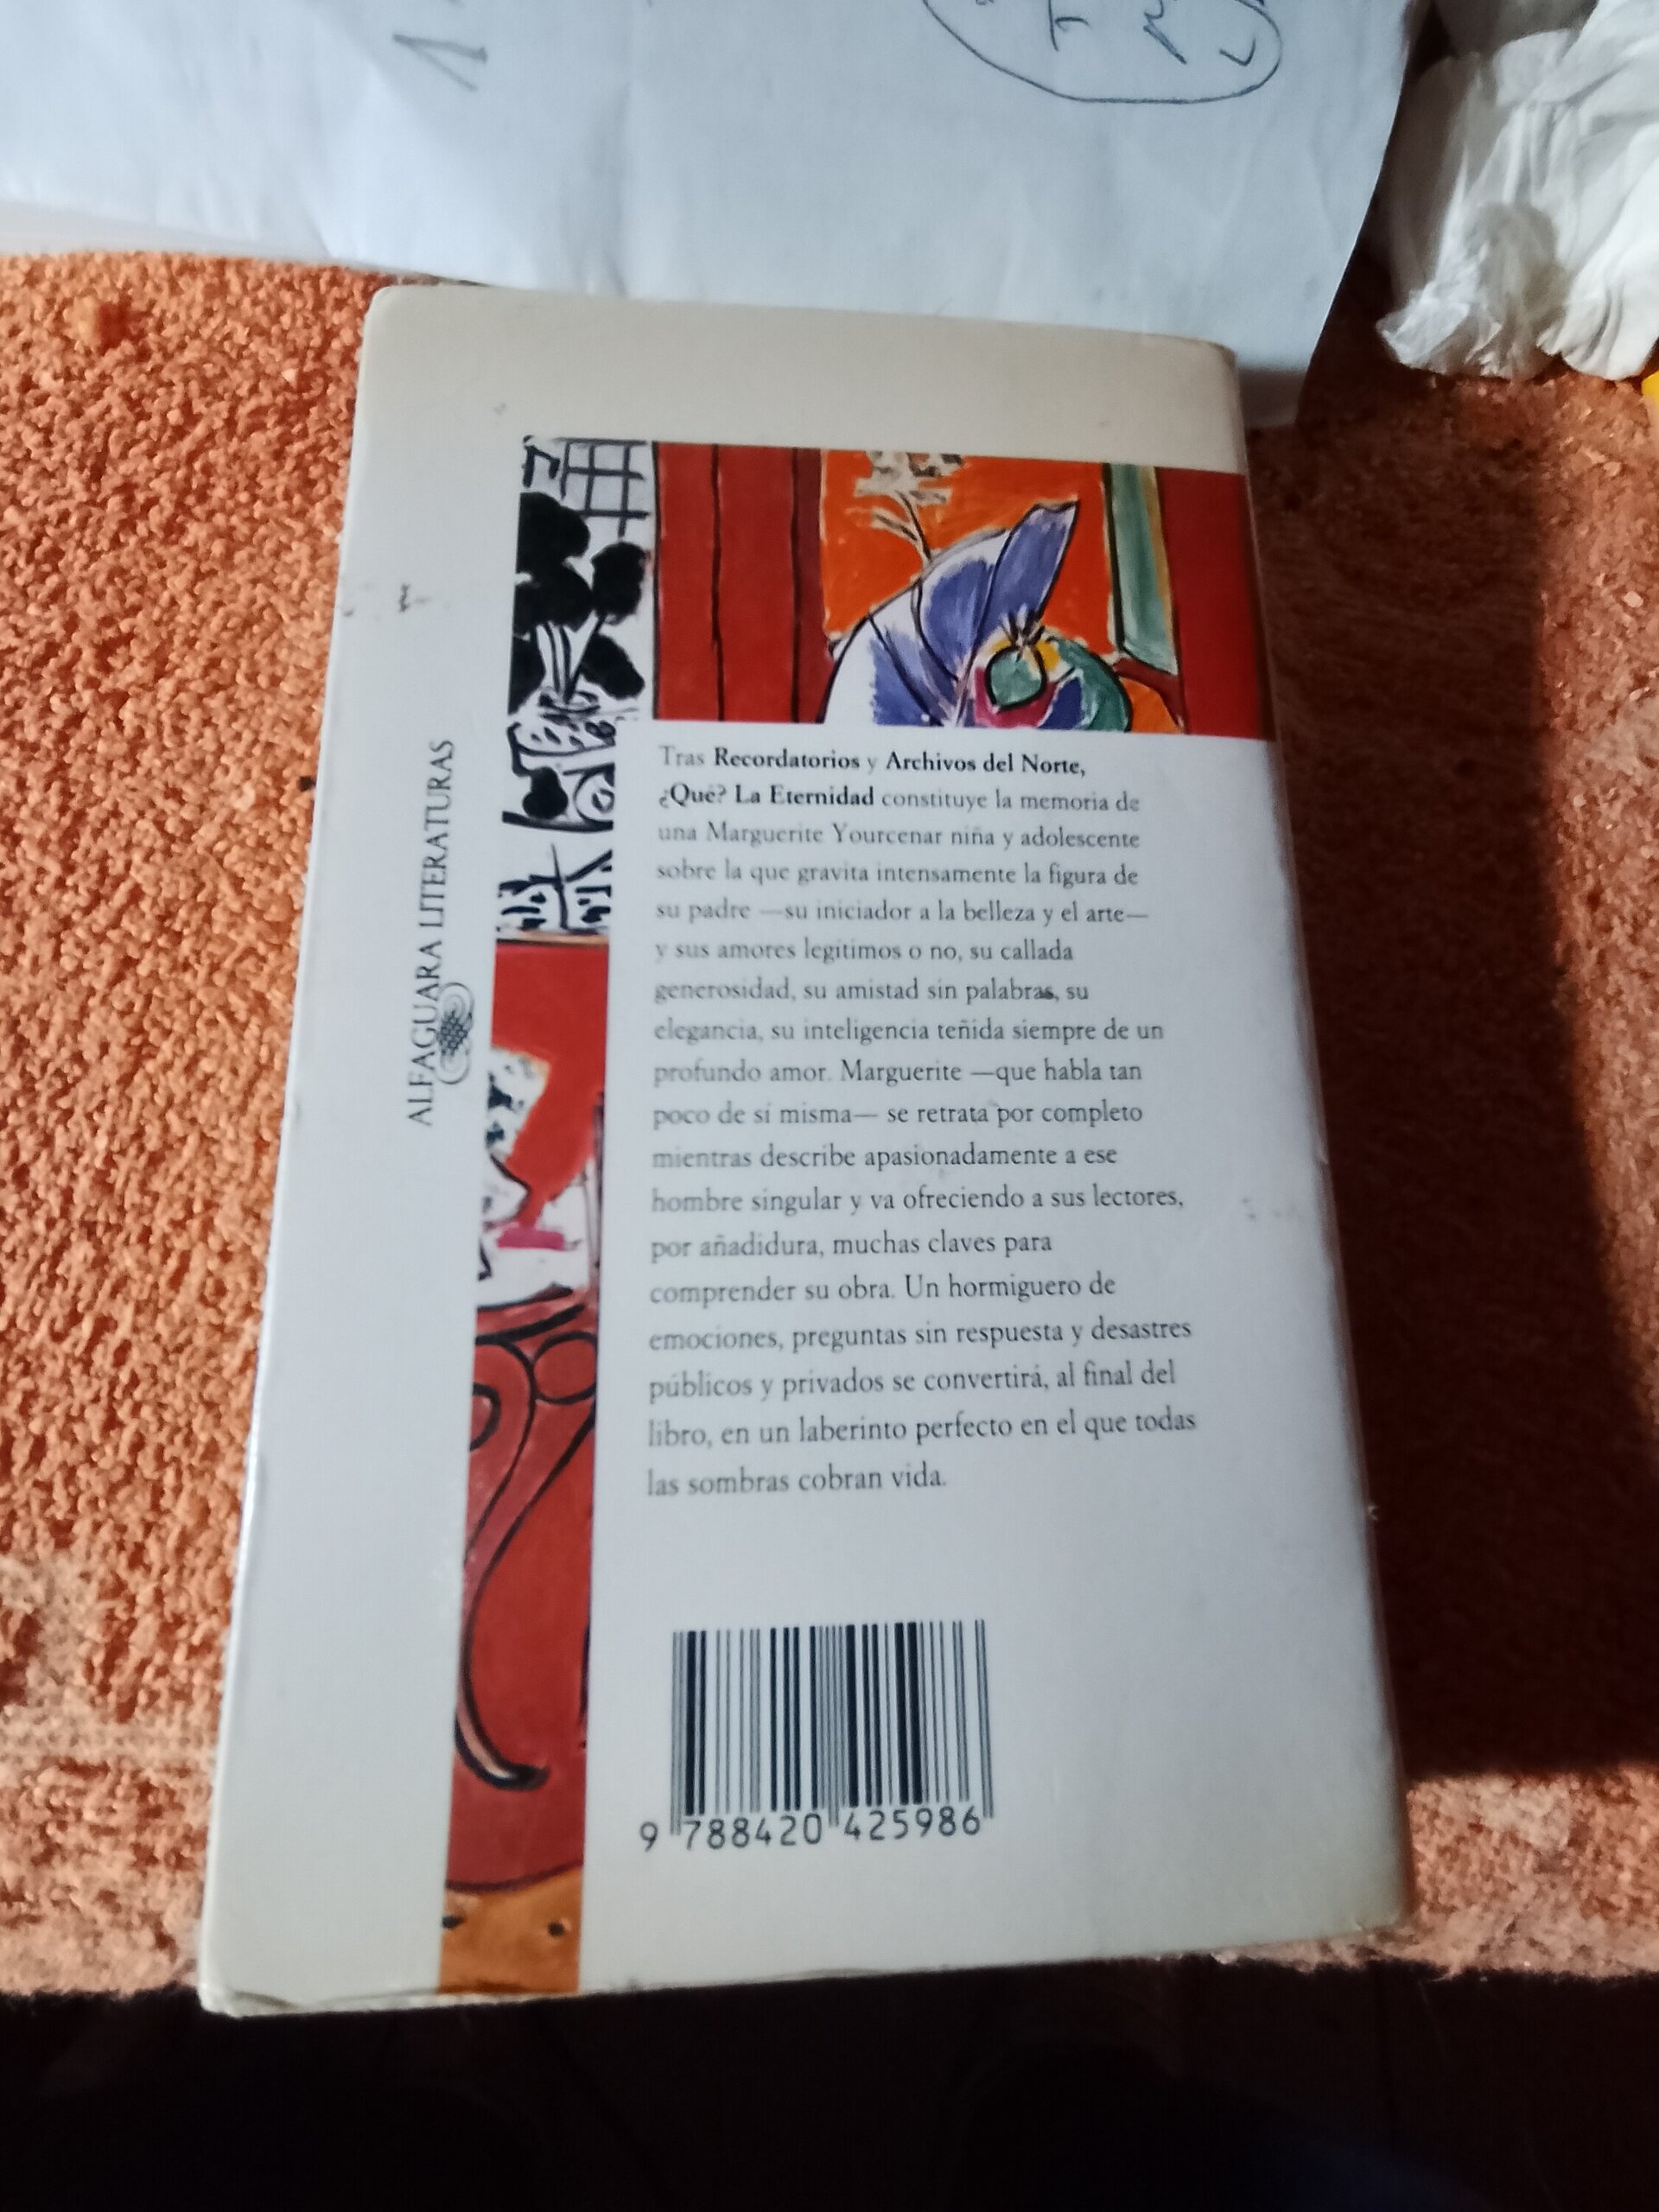 ALFAGUARA LITERATURAS
Tras Recordatorios y Archivos del Norte,
¿Qué? La Eternidad constituye la memoria de
una Marguerite Yourcenar niña y adolescente
sobre la que gravita intensamente la figura de
su padre —su iniciador a la belleza y el arte—
y sus amores legítimos o no, su callada
generosidad, su amistad sin palabras, su
elegancia, su inteligencia teñida siempre de un
profundo amor. Marguerite —que habla tan
poco de sí misma— se retrata por completo
mientras describe apasionadamente a ese
hombre singular y va ofreciendo a sus lectores,
por añadidura, muchas claves para
comprender su obra. Un hormiguero de
emociones, preguntas sin respuesta y desastres
públicos y privados se convertirá, al final del
libro, en un laberinto perfecto en el que todas
las sombras cobran vida.
9 788420 425986